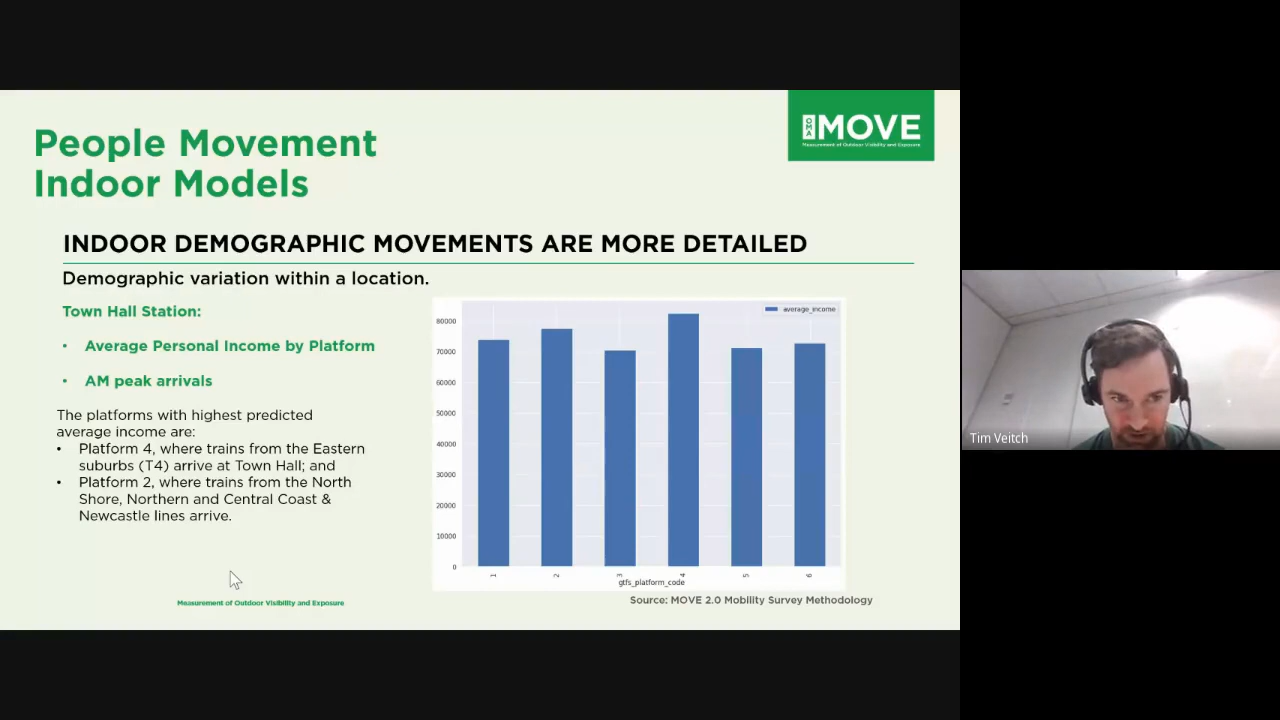 People Movement
Indoor Models
OMA
MOVE
Measurement of Outdoor Visibility and Exposure
INDOOR DEMOGRAPHIC MOVEMENTS ARE MORE DETAILED
Demographic variation within a location.
Town Hall Station:
• Average Personal Income by Platform
• AM peak arrivals
The platforms with highest predicted
average income are:
• Platform 4, where trains from the Eastern
suburbs (T4) arrive at Town Hall; and
• Platform 2, where trains from the North
Shore, Northern and Central Coast &
Newcastle lines arrive.
average_income
80000
70000
60000
50000
40000
30000
20000
10000
0
1 2 3 4 5 6
gtfs_platform_code
Source: MOVE 2.0 Mobility Survey Methodology
Measurement of Outdoor Visibility and Exposure
Tim Veitch